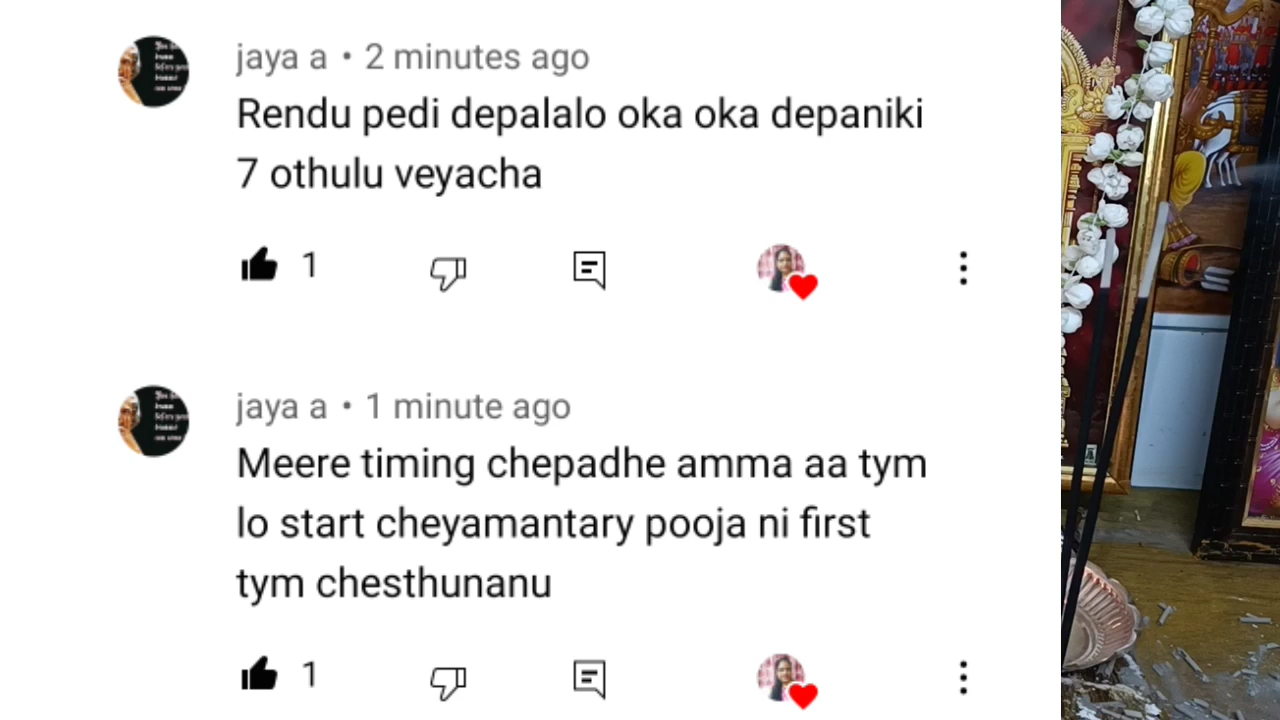 jaya a • 2 minutes ago
Rendu pedi depalalo oka oka depaniki
7 othulu veyacha
1
jaya a • 1 minute ago
Meere timing chepadhe amma aa tym
lo start cheyamantary pooja ni first
tym chesthunanu
1